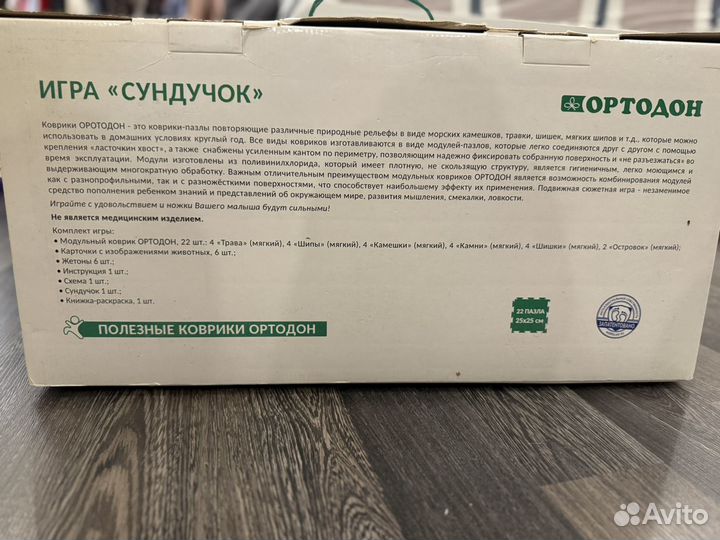 ИГРА «СУНДУЧОК»
ОРТОДОН
Коврики ОРОТОДОН - это коврики-пазлы повторяющие различные природные рельефы в виде морских камешков, травки, шишек, мягких шипов и т.д., которые можно
использовать в домашних условиях круглый год. Все виды ковриков изготавливаются в виде модулей-пазлов, которые легко соединяются друг с другом с помощью
крепления «ласточкин хвост», а также снабжены усиленным кантом по периметру, позволяющим надежно фиксировать собранную поверхность и «не разъезжаться» во
время эксплуатации. Модули изготовлены из поливинилхлорида, который имеет плотную, не скользящую структуру, является гигиеничным, легко моющимся и
выдерживающим многократную обработку. Важным отличительным преимуществом модульных ковриков ОРТОДОН является возможность комбинирования модулей
как с разнопрофильными, так и с разножёсткими поверхностями, что способствует наибольшему эффекту их применения. Подвижная сюжетная игра - незаменимое
средство пополнения ребенком знаний и представлений об окружающем мире, развития мышления, смекалки, ловкости.
Играйте с удовольствием и ножки Вашего малыша будут сильными!
Не является медицинским изделием.
Комплект игры:
• Модульный коврик ОРТОДОН, 22 шт.: 4 «Трава» (мягкий), 4 «Шипы» (мягкий), 4 «Камешки» (мягкий), 4 «Камни» (мягкий), 4 «Шишки» (мягкий), 2 «Островок» (мягкий);
• Карточки с изображениями животных, 6 шт.;
• Жетоны 6 шт.;
• Инструкция 1 шт.;
• Схема 1 шт.;
• Сундучок 1 шт.;
• Книжка-раскраска, 1 шт.
ПОЛЕЗНЫЕ КОВРИКИ ОРТОДОН
22 ПАЗЛА
25х25 см
ЗАПАТЕНТОВАНО
Avito